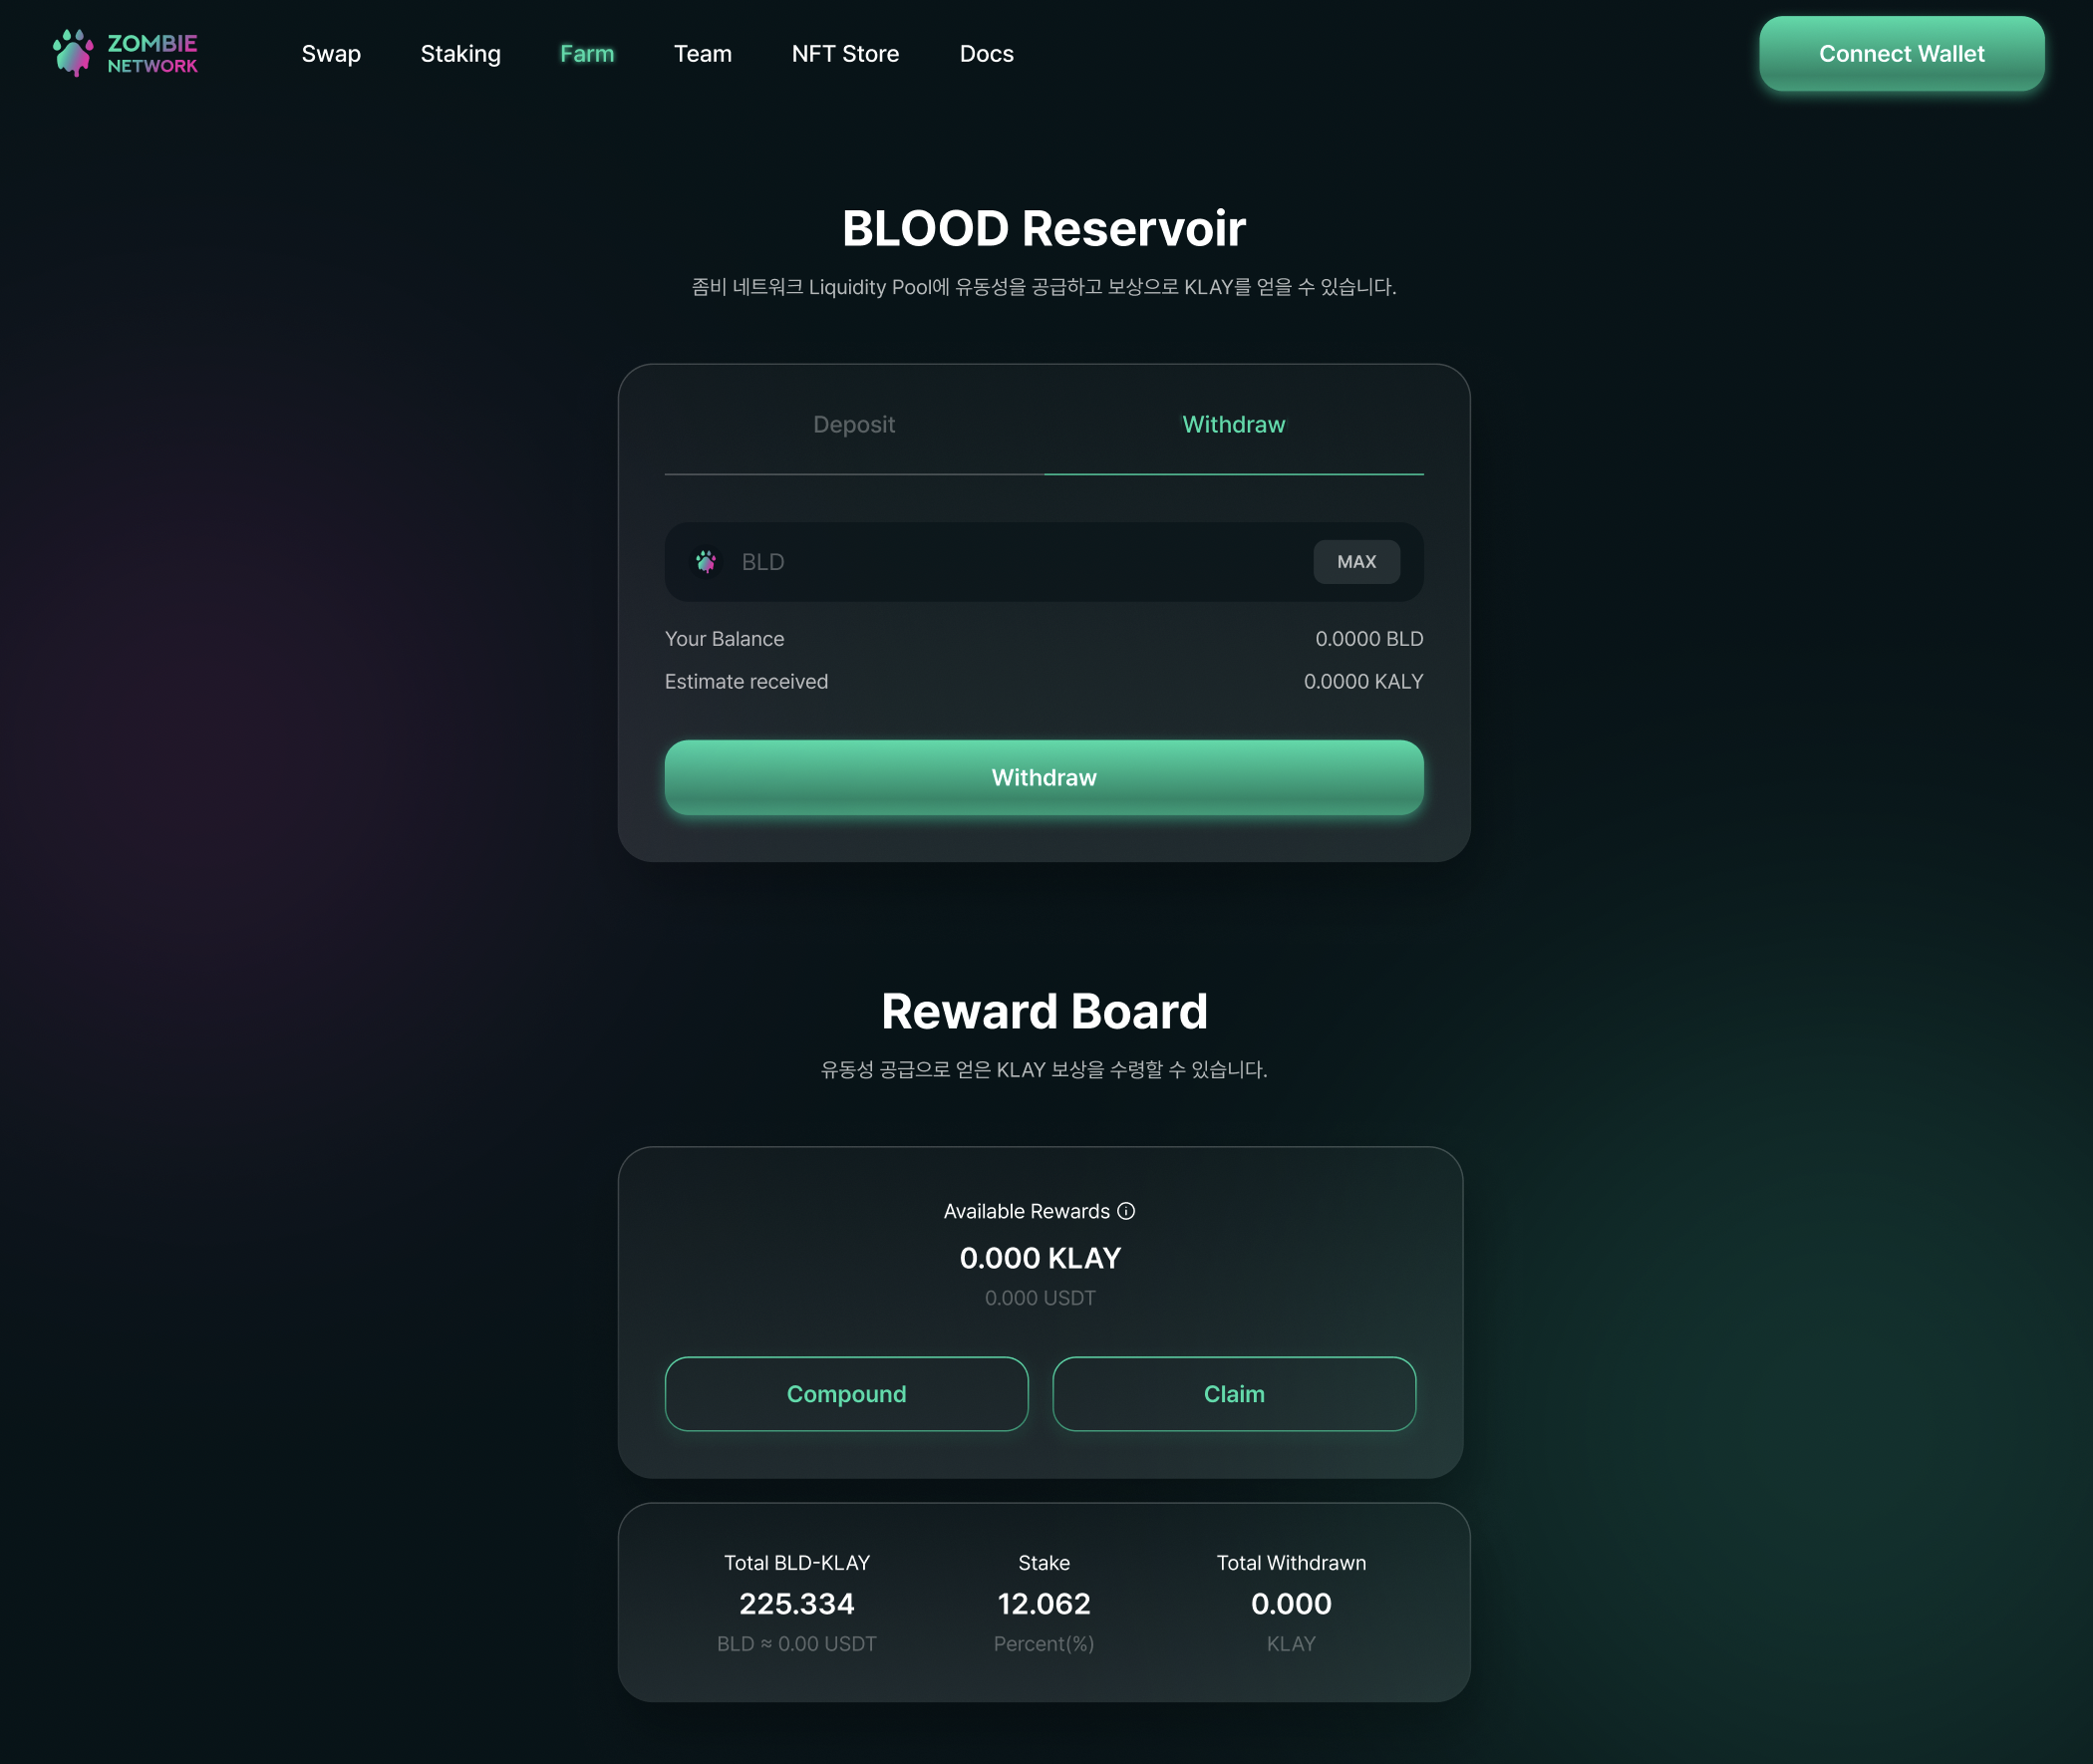 ZOMBIE
NETWORK
Swap
Staking
Farm
Team
NFT Store
Docs
Connect Wallet
BLOOD Reservoir
좀비 네트워크 Liquidity Pool에 유동성을 공급하고 보상으로 KLAY를 얻을 수 있습니다.
Deposit
Withdraw
BLD
MAX
Your Balance
0.0000 BLD
Estimate received
0.0000 KALY
Withdraw
Reward Board
유동성 공급으로 얻은 KLAY 보상을 수령할 수 있습니다.
Available Rewards
0.000 KLAY
0.000 USDT
Compound
Claim
Total BLD-KLAY
225.334
BLD ≈ 0.00 USDT
Stake
12.062
Percent(%)
Total Withdrawn
0.000
KLAY